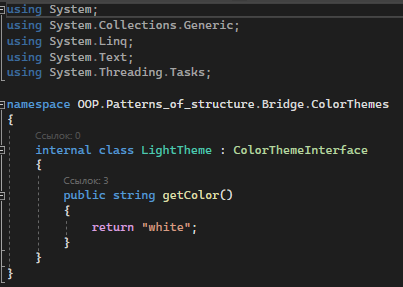 using System;
using System.Collections.Generic;
using System.Linq;
using System.Text;
using System.Threading.Tasks;
namespace OOP.Patterns_of_structure.Bridge.ColorThemes
{
Ссылок: 0
internal class LightTheme : ColorThemeInterface
{
Ссылок: 3
public string getColor()
{
return "white";
}
}
}